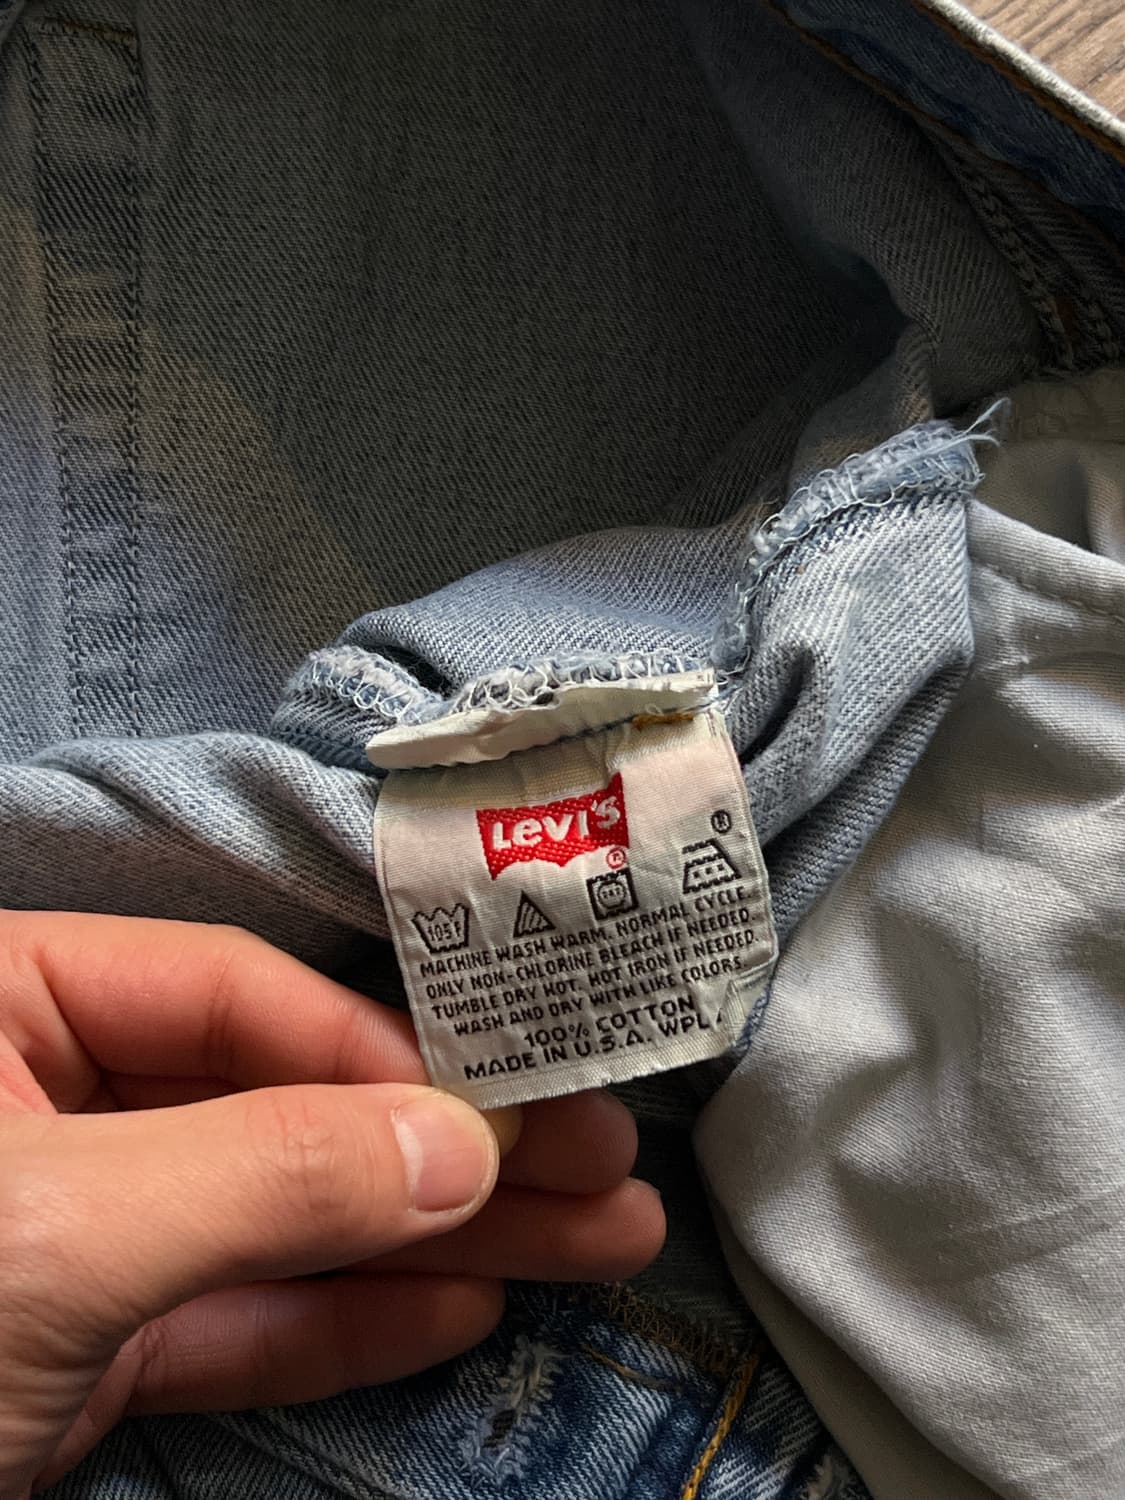 Levi's
®
®
105F
MACHINE WASH WARM. NORMAL CYCLE.
ONLY NON-CHLORINE BLEACH IF NEEDED.
TUMBLE DRY HOT. HOT IRON IF NEEDED.
WASH AND DRY WITH LIKE COLORS.
100% COTTON
MADE IN U.S.A. WPL